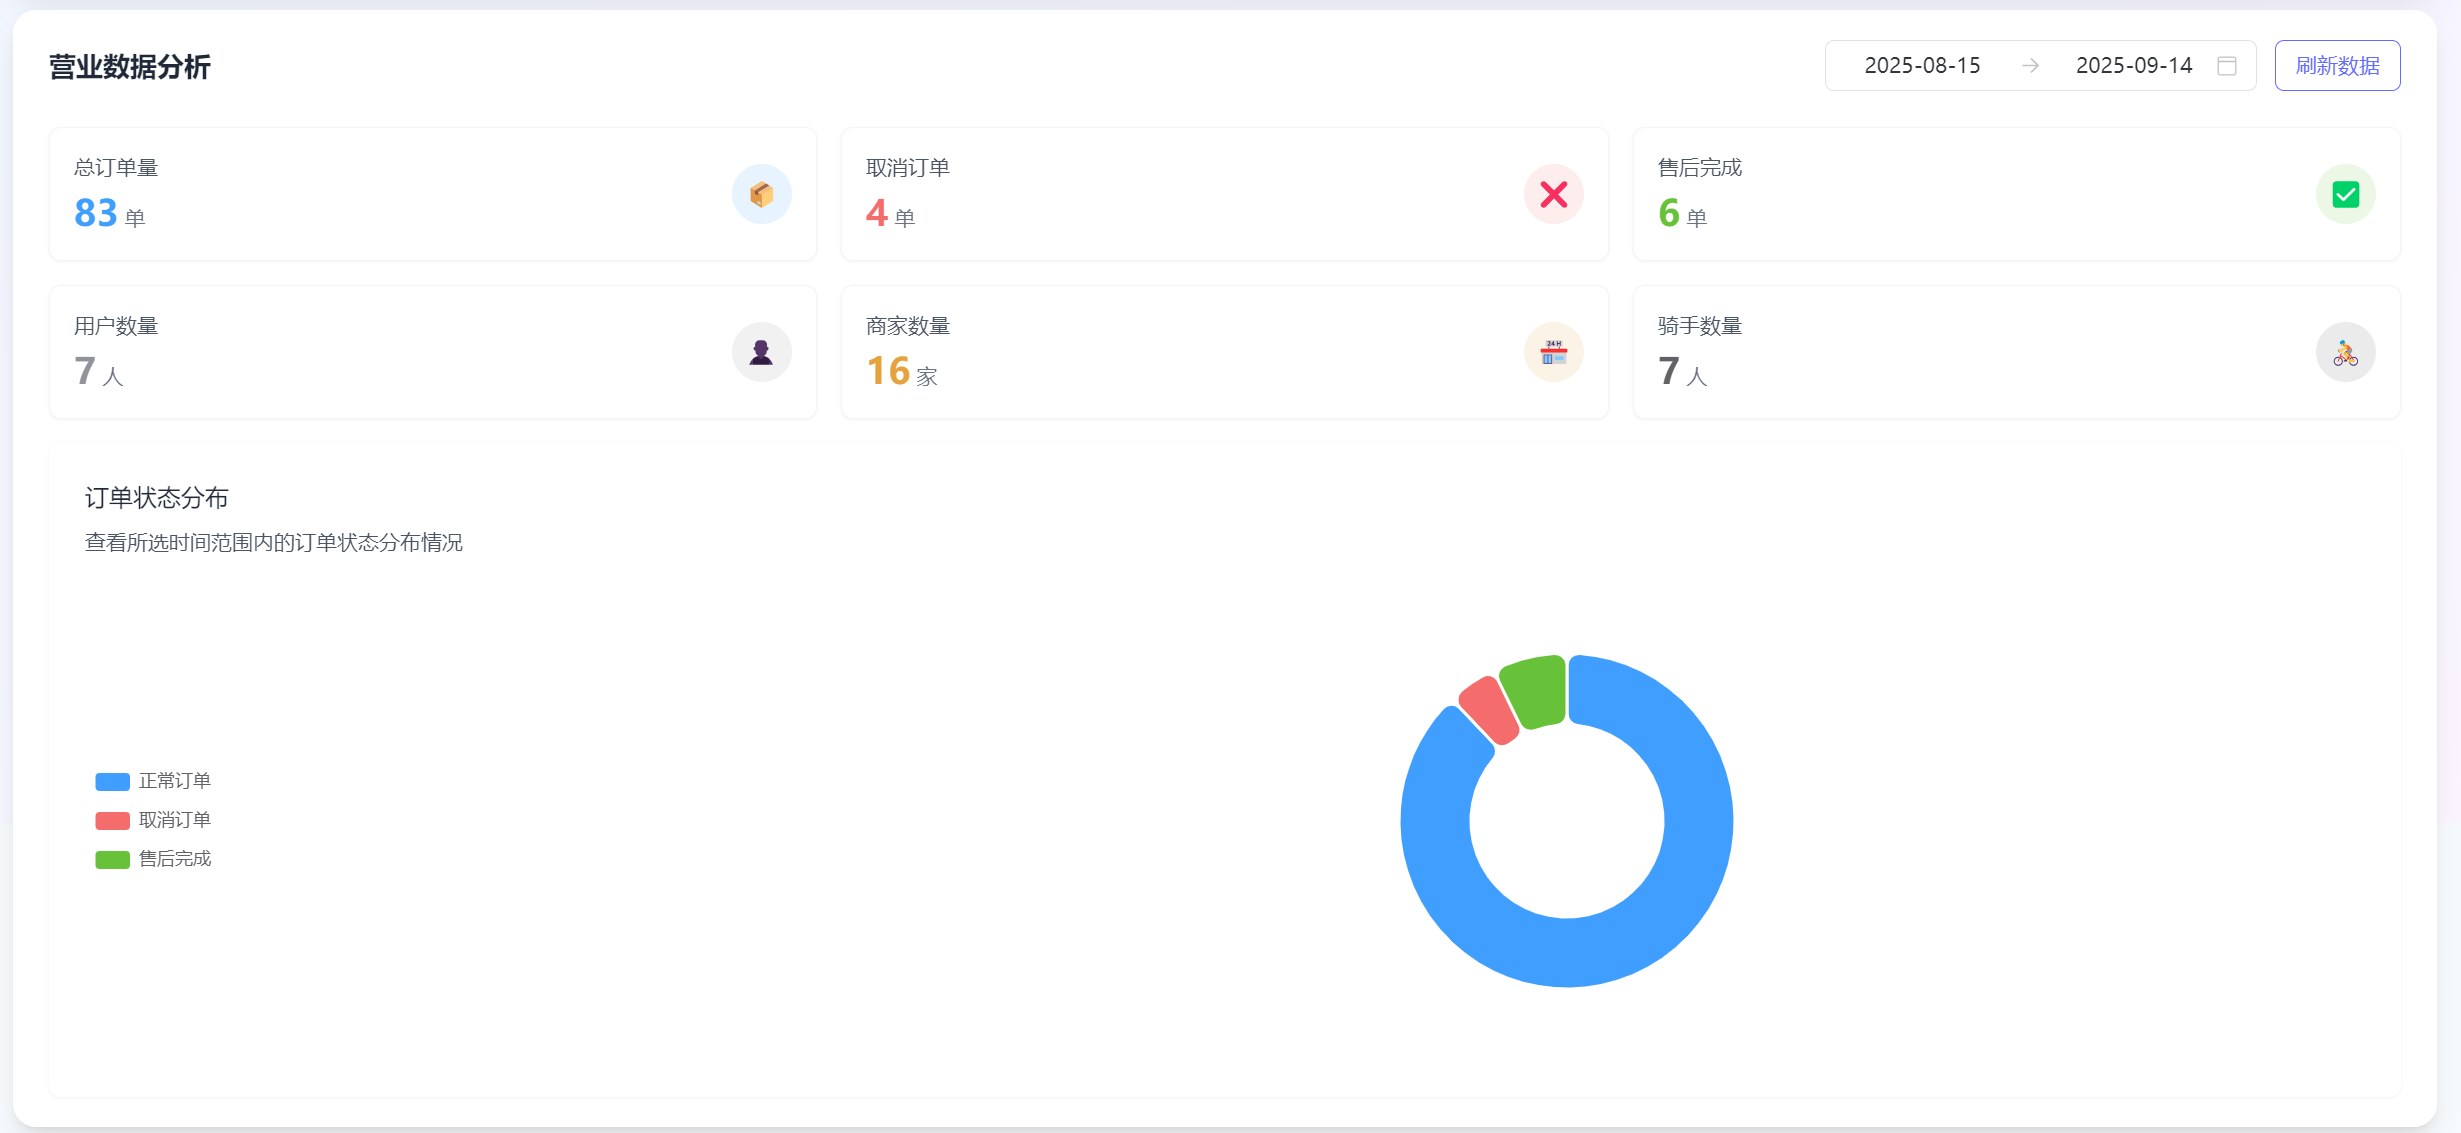 营业数据分析
2025-08-15 → 2025-09-14
刷新数据
总订单量
83 单
取消订单
4 单
售后完成
6 单
用户数量
7 人
商家数量
24 H
16 家
骑手数量
7 人
订单状态分布
查看所选时间范围内的订单状态分布情况
正常订单
取消订单
售后完成